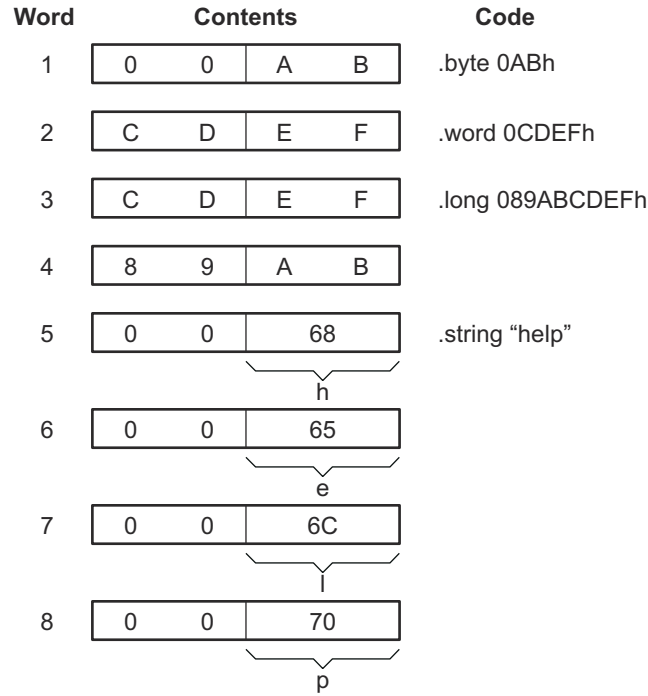 Word Contents Code
1 0 0 A B .byte 0ABh
2 C D E F .word 0CDEFh
3 C D E F .long 089ABCDEFh
4 8 9 A B
5 0 0 68 .string “help”
h
6 0 0 65
e
7 0 0 6C
l
8 0 0 70
p